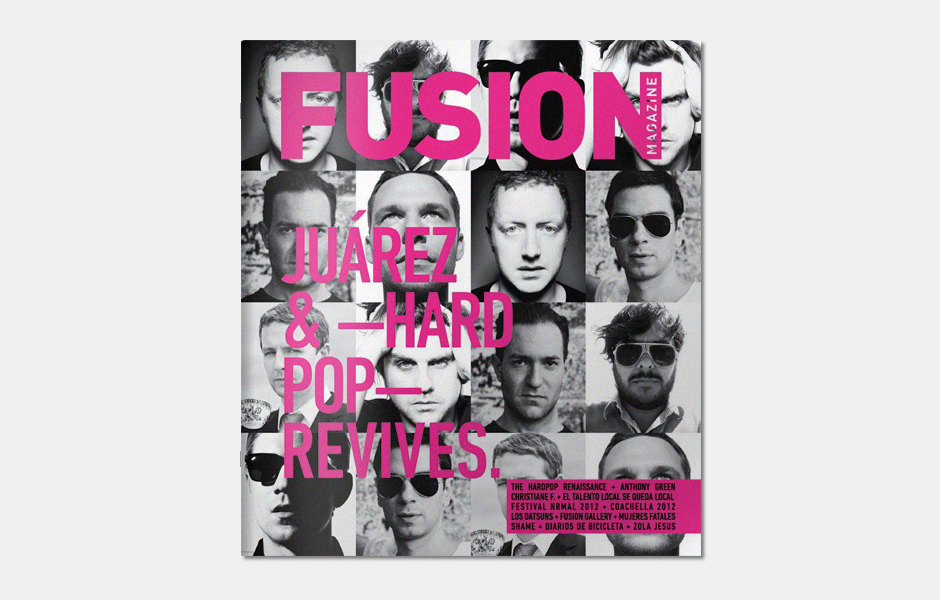 FUSION
MAGAZINE
JUÁREZ
& —HARD
POP—
REVIVES.
THE HARDPOP RENAISSANCE + ANTHONY GREEN
CHRISTIANE F. + EL TALENTO LOCAL SE QUEDA LOCAL
FESTIVAL NRMAL 2012 + COACHELLA 2012
LOS DATSUNS + FUSION GALLERY + MUJERES FATALES
SHAME + DIARIOS DE BICICLETA + ZOLA JESUS